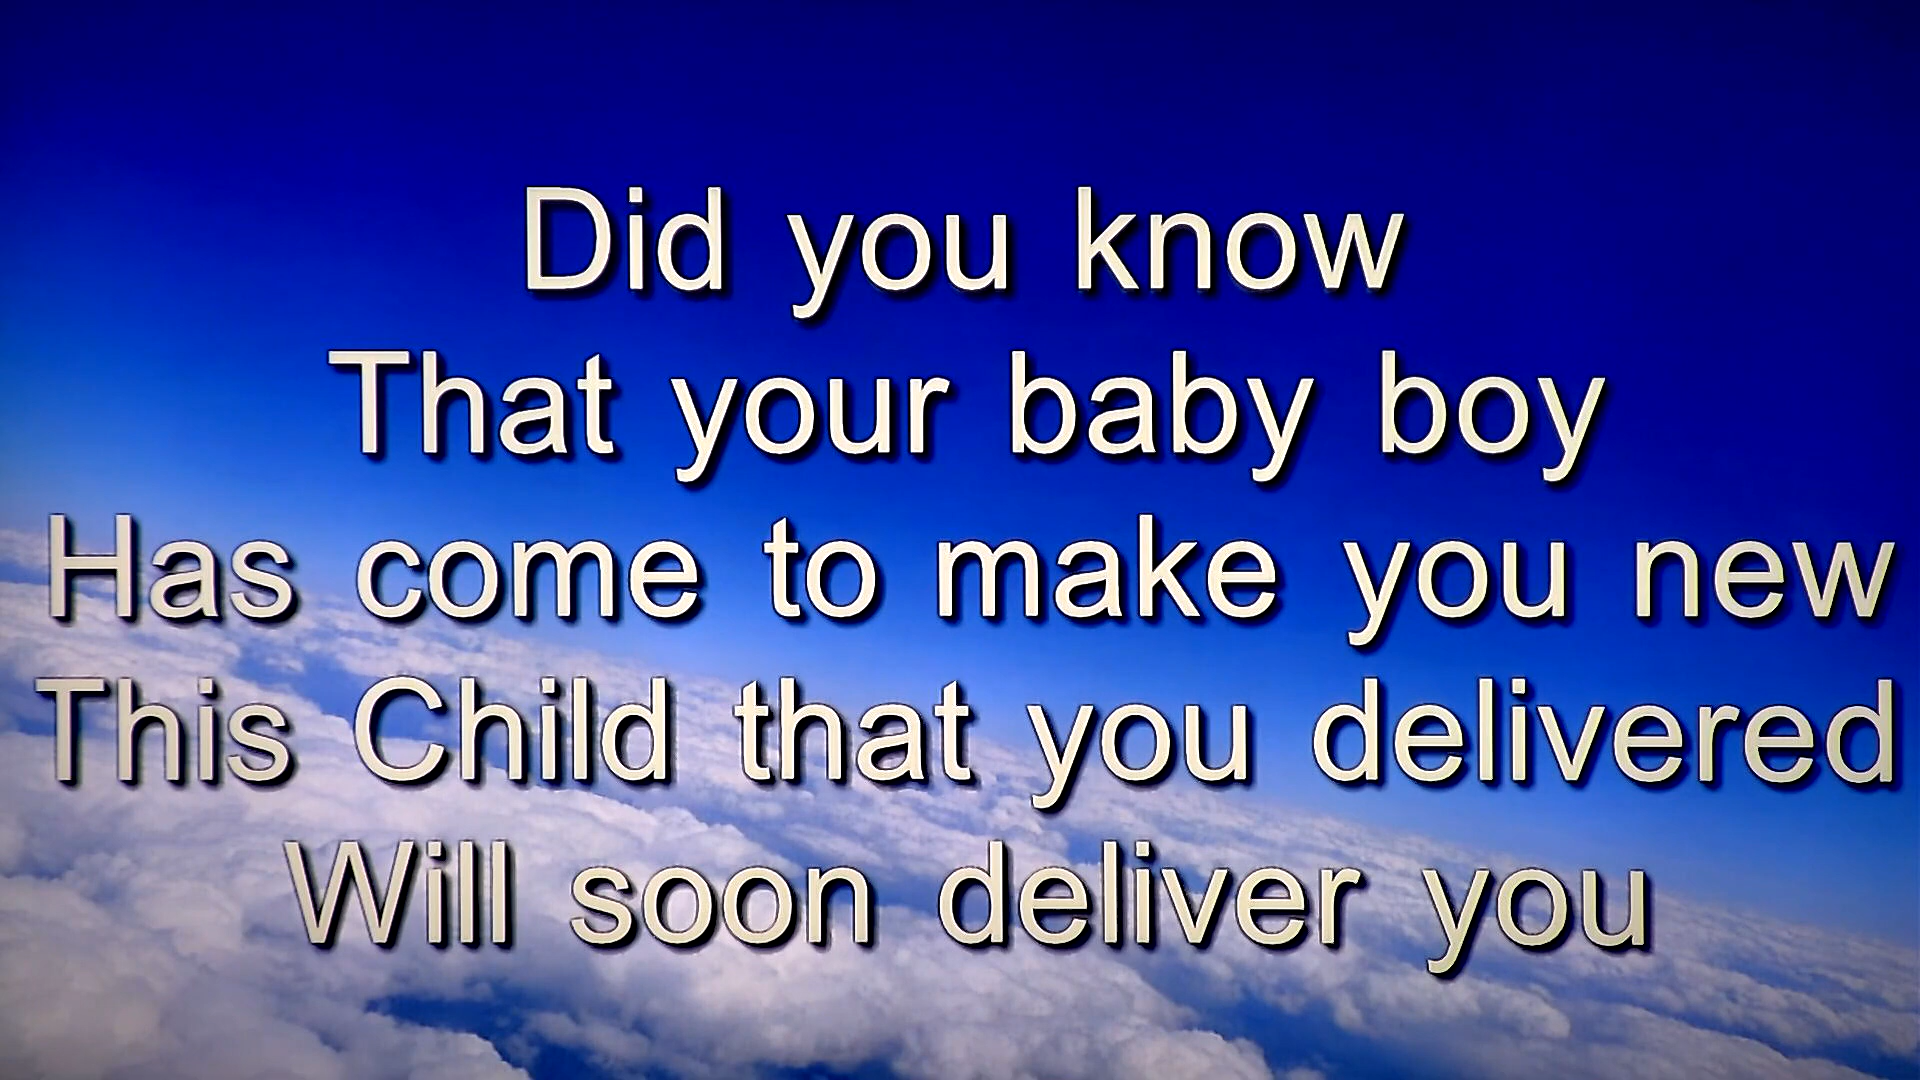 Did you know
That your baby boy
Has come to make you new
This Child that you delivered
Will soon deliver you